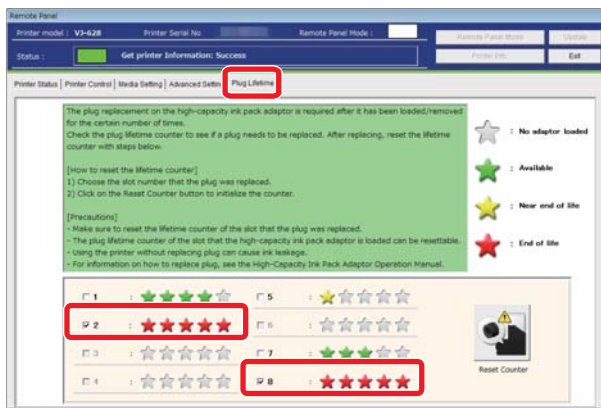 Remote Panel
Printer model : V3-628 Printer Serial No Remote Panel Mode : Remote Panel Mode Update
Status : Get printer Information: Success Printer Info Exit
Printer Status Printer Control Media Setting Advanced Settin Plug Lifetime
The plug replacement on the high-capacity ink pack adaptor is required after it has been loaded/removed
for the certain number of times.
Check the plug lifetime counter to see if a plug needs to be replaced. After replacing, reset the lifetime
counter with steps below.
[How to reset the lifetime counter]
1) Choose the slot number that the plug was replaced.
2) Click on the Reset Counter button to initialize the counter.
[Precautions]
- Make sure to reset the lifetime counter of the slot that the plug was replaced.
- The plug lifetime counter of the slot that the high-capacity ink pack adaptor is loaded can be resettable.
- Using the printer without replacing plug can cause ink leakage.
- For information on how to replace plug, see the High-Capacity Ink Pack Adaptor Operation Manual.
: No adaptor loaded
: Available
: Near end of life
: End of life
1 : 5 :
2 : 6 :
3 : 7 :
4 : 8 :
Reset Counter